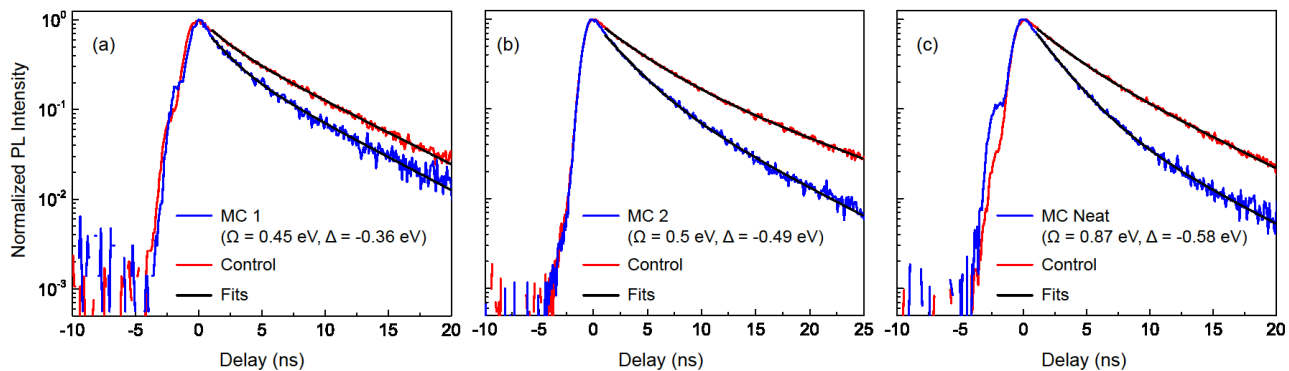 Normalized PL Intensity
10⁰
10⁻¹
10⁻²
10⁻³
(a)
MC 1
(Ω = 0.45 eV, Δ = -0.36 eV)
Control
Fits
-10 -5 0 5 10 15 20
Delay (ns)
(b)
MC 2
(Ω = 0.5 eV, Δ = -0.49 eV)
Control
Fits
-10 -5 0 5 10 15 20 25
Delay (ns)
(c)
MC Neat
(Ω = 0.87 eV, Δ = -0.58 eV)
Control
Fits
-10 -5 0 5 10 15 20
Delay (ns)